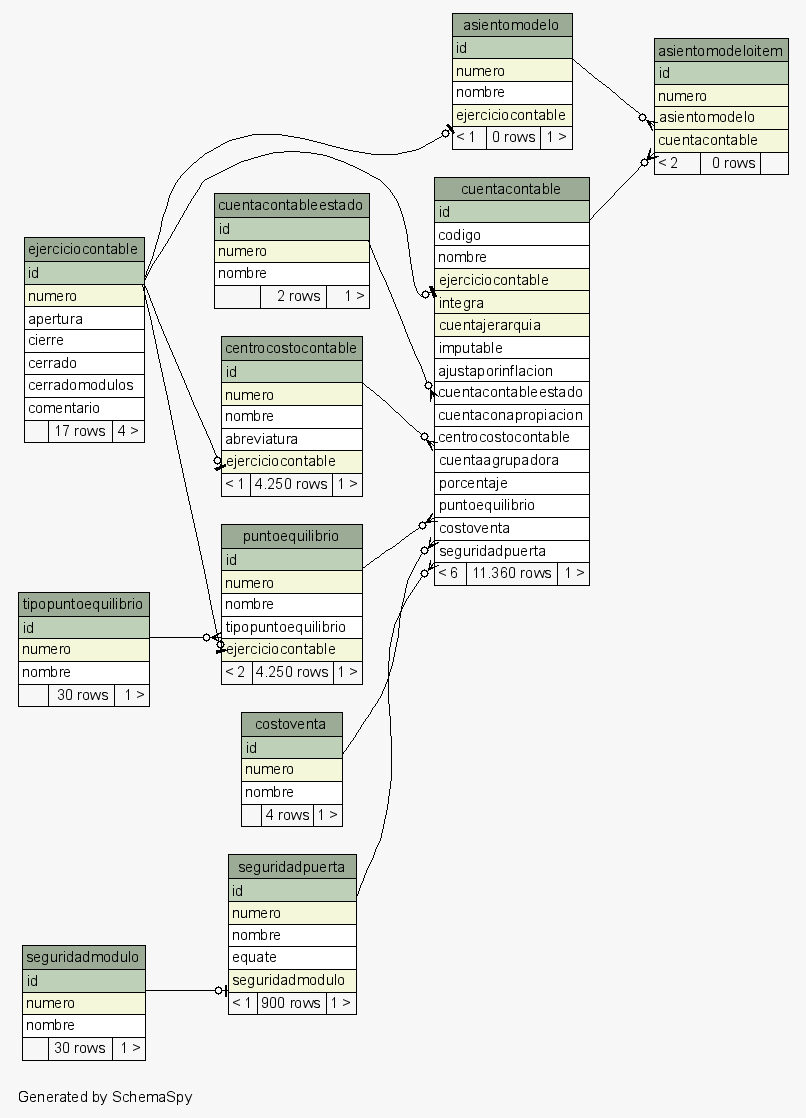 asientomodelo
id
numero
nombre
ejerciciocontable
< 1 0 rows 1 >
asientomodeloitem
id
numero
asientomodelo
cuentacontable
< 2 0 rows
cuentacontable
id
codigo
nombre
ejerciciocontable
integra
cuentajerarquia
imputable
ajustaporinflacion
cuentacontableestado
cuentaconapropiacion
centrocostocontable
cuentaagrupadora
porcentaje
puntoequilibrio
costoventa
seguridadpuerta
< 6 11.360 rows 1 >
cuentacontableestado
id
numero
nombre
2 rows 1 >
ejerciciocontable
id
numero
apertura
cierre
cerrado
cerradomodulos
comentario
17 rows 4 >
centrocostocontable
id
numero
nombre
abreviatura
ejerciciocontable
< 1 4.250 rows 1 >
puntoequilibrio
id
numero
nombre
tipopuntoequilibrio
ejerciciocontable
< 2 4.250 rows 1 >
tipopuntoequilibrio
id
numero
nombre
30 rows 1 >
costoventa
id
numero
nombre
4 rows 1 >
seguridadpuerta
id
numero
nombre
equate
seguridadmodulo
< 1 900 rows 1 >
seguridadmodulo
id
numero
nombre
30 rows 1 >
Generated by SchemaSpy